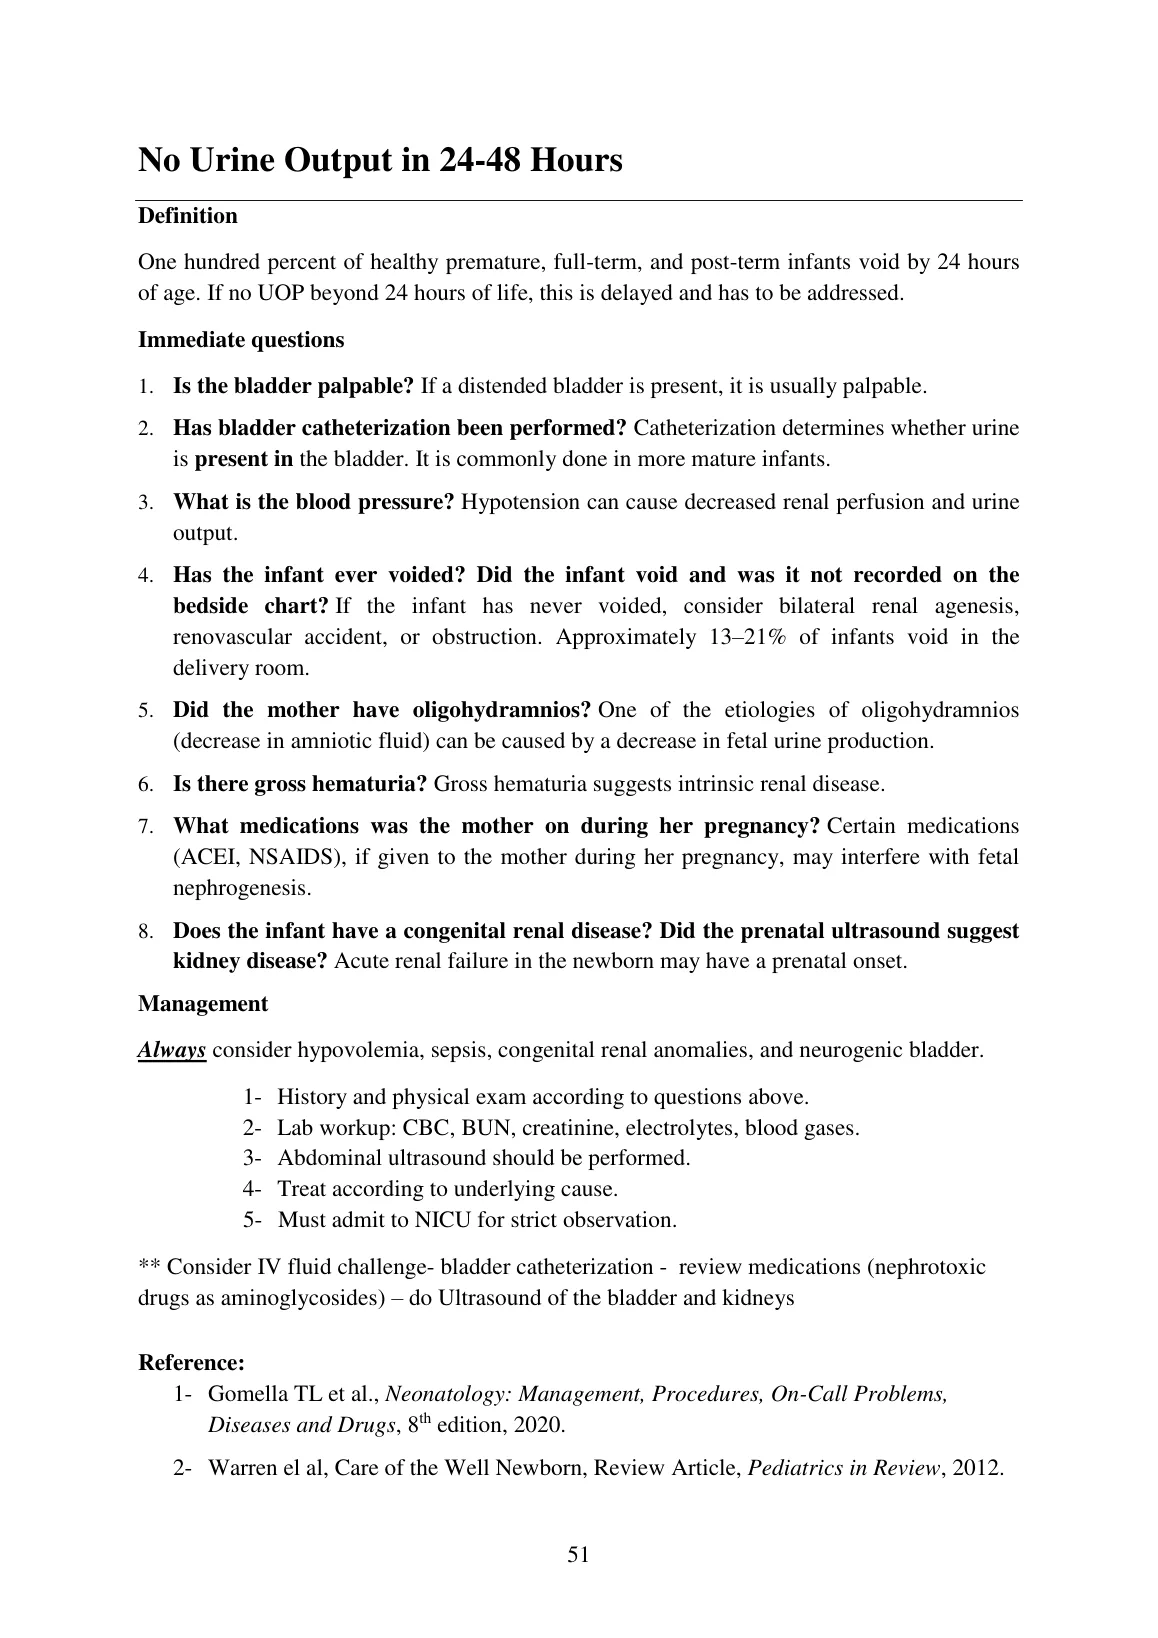 No Urine Output in 24-48 Hours
Definition
One hundred percent of healthy premature, full-term, and post-term infants void by 24 hours
of age. If no UOP beyond 24 hours of life, this is delayed and has to be addressed.
Immediate questions
1. Is the bladder palpable? If a distended bladder is present, it is usually palpable.
2. Has bladder catheterization been performed? Catheterization determines whether urine
is present in the bladder. It is commonly done in more mature infants.
3. What is the blood pressure? Hypotension can cause decreased renal perfusion and urine
output.
4. Has the infant ever voided? Did the infant void and was it not recorded on the
bedside chart? If the infant has never voided, consider bilateral renal agenesis,
renovascular accident, or obstruction. Approximately 13–21% of infants void in the
delivery room.
5. Did the mother have oligohydramnios? One of the etiologies of oligohydramnios
(decrease in amniotic fluid) can be caused by a decrease in fetal urine production.
6. Is there gross hematuria? Gross hematuria suggests intrinsic renal disease.
7. What medications was the mother on during her pregnancy? Certain medications
(ACEI, NSAIDS), if given to the mother during her pregnancy, may interfere with fetal
nephrogenesis.
8. Does the infant have a congenital renal disease? Did the prenatal ultrasound suggest
kidney disease? Acute renal failure in the newborn may have a prenatal onset.
Management
Always consider hypovolemia, sepsis, congenital renal anomalies, and neurogenic bladder.
1- History and physical exam according to questions above.
2- Lab workup: CBC, BUN, creatinine, electrolytes, blood gases.
3- Abdominal ultrasound should be performed.
4- Treat according to underlying cause.
5- Must admit to NICU for strict observation.
** Consider IV fluid challenge- bladder catheterization - review medications (nephrotoxic
drugs as aminoglycosides) – do Ultrasound of the bladder and kidneys
Reference:
1- Gomella TL et al., Neonatology: Management, Procedures, On-Call Problems,
Diseases and Drugs, 8th edition, 2020.
2- Warren el al, Care of the Well Newborn, Review Article, Pediatrics in Review, 2012.
51